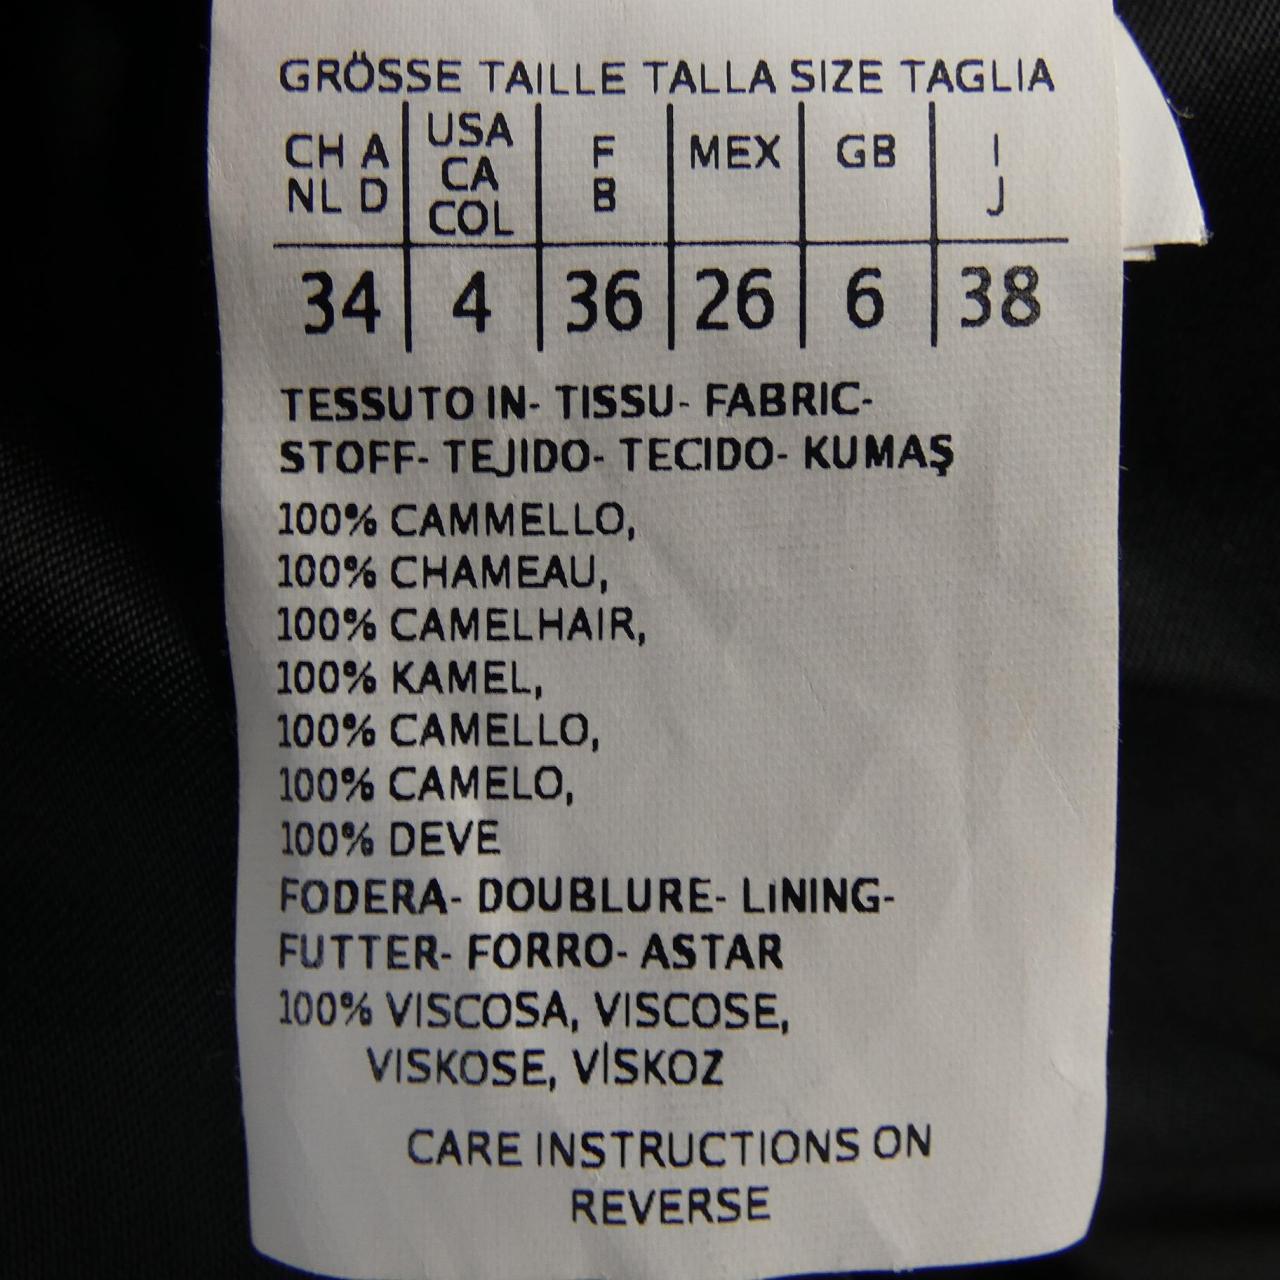 GRÖSSE TAILLE TALLA SIZE TAGLIA
CH A NL D | USA CA COL | F B | MEX | GB | I J
34 | 4 | 36 | 26 | 6 | 38
TESSUTO IN- TISSU- FABRIC-
STOFF- TEJIDO- TECIDO- KUMAŞ
100% CAMMELLO,
100% CHAMEAU,
100% CAMELHAIR,
100% KAMEL,
100% CAMELLO,
100% CAMELO,
100% DEVE
FODERA- DOUBLURE- LINING-
FUTTER- FORRO- ASTAR
100% VISCOSA, VISCOSE,
VISKOSE, VİSKOZ
CARE INSTRUCTIONS ON
REVERSE